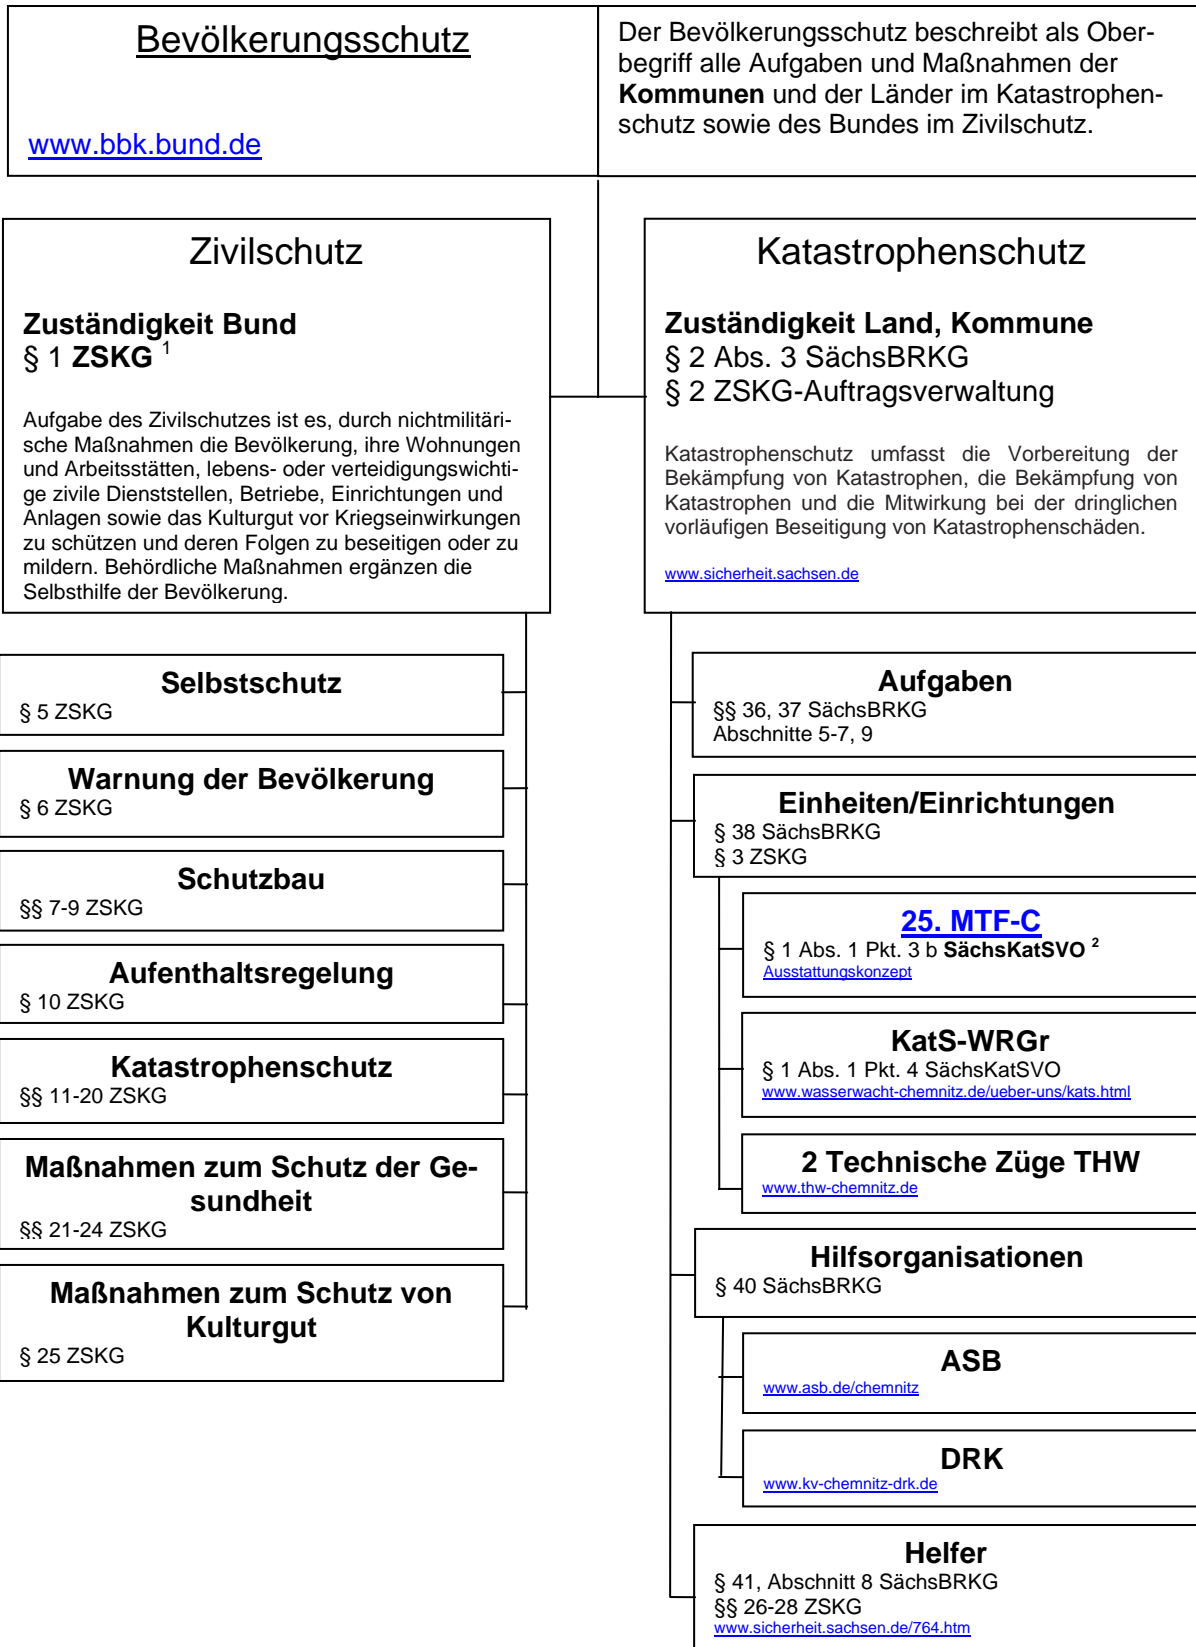 Bevölkerungsschutz
www.bbk.bund.de
Der Bevölkerungsschutz beschreibt als Ober-
begriff alle Aufgaben und Maßnahmen der
Kommunen und der Länder im Katastrophen-
schutz sowie des Bundes im Zivilschutz.
Zivilschutz
Zuständigkeit Bund
§ 1 ZSKG 1
Aufgabe des Zivilschutzes ist es, durch nichtmilitäri-
sche Maßnahmen die Bevölkerung, ihre Wohnungen
und Arbeitsstätten, lebens- oder verteidigungswichti-
ge zivile Dienststellen, Betriebe, Einrichtungen und
Anlagen sowie das Kulturgut vor Kriegseinwirkungen
zu schützen und deren Folgen zu beseitigen oder zu
mildern. Behördliche Maßnahmen ergänzen die
Selbsthilfe der Bevölkerung.
Selbstschutz
§ 5 ZSKG
Warnung der Bevölkerung
§ 6 ZSKG
Schutzbau
§§ 7-9 ZSKG
Aufenthaltsregelung
§ 10 ZSKG
Katastrophenschutz
§§ 11-20 ZSKG
Maßnahmen zum Schutz der Ge-
sundheit
§§ 21-24 ZSKG
Maßnahmen zum Schutz von
Kulturgut
§ 25 ZSKG
Katastrophenschutz
Zuständigkeit Land, Kommune
§ 2 Abs. 3 SächsBRKG
§ 2 ZSKG-Auftragsverwaltung
Katastrophenschutz umfasst die Vorbereitung der
Bekämpfung von Katastrophen, die Bekämpfung von
Katastrophen und die Mitwirkung bei der dringlichen
vorläufigen Beseitigung von Katastrophenschäden.
www.sicherheit.sachsen.de
Aufgaben
§§ 36, 37 SächsBRKG
Abschnitte 5-7, 9
Einheiten/Einrichtungen
§ 38 SächsBRKG
§ 3 ZSKG
25. MTF-C
§ 1 Abs. 1 Pkt. 3 b SächsKatSVO 2
Ausstattungskonzept
KatS-WRGr
§ 1 Abs. 1 Pkt. 4 SächsKatSVO
www.wasserwacht-chemnitz.de/ueber-uns/kats.html
2 Technische Züge THW
www.thw-chemnitz.de
Hilfsorganisationen
§ 40 SächsBRKG
ASB
www.asb.de/chemnitz
DRK
www.kv-chemnitz-drk.de
Helfer
§ 41, Abschnitt 8 SächsBRKG
§§ 26-28 ZSKG
www.sicherheit.sachsen.de/764.htm